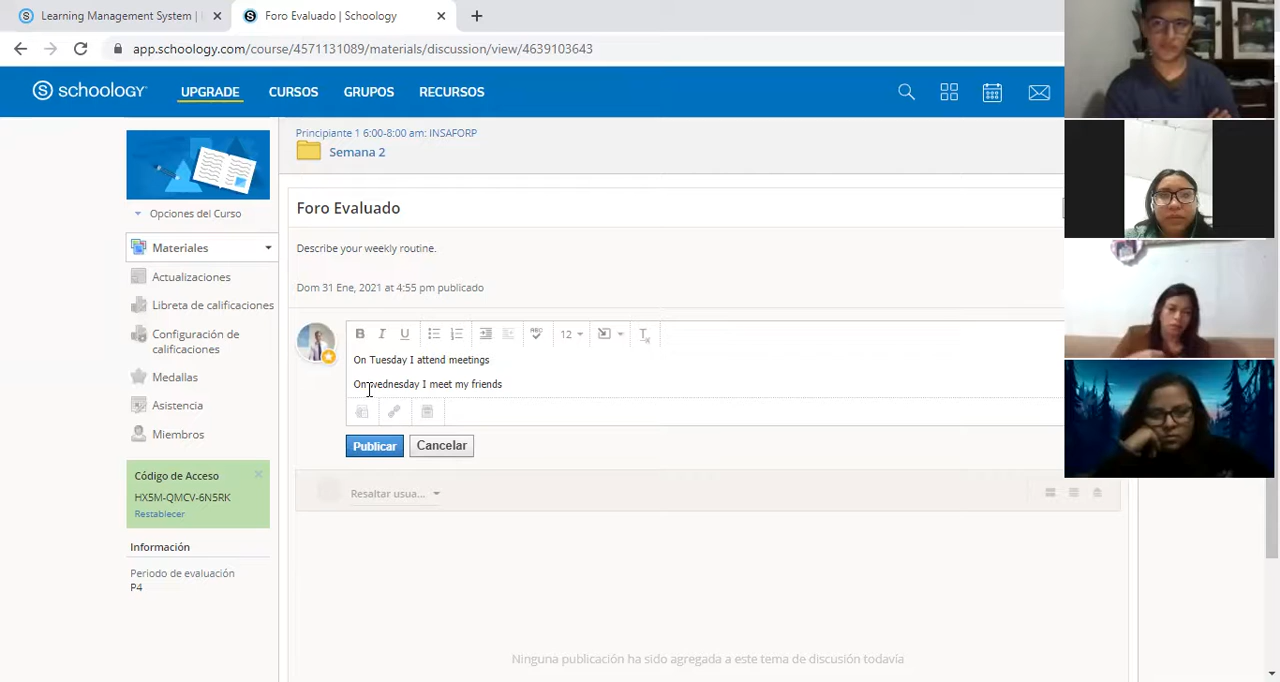 Learning Management System |
Foro Evaluado | Schoology
app.schoology.com/course/4571131089/materials/discussion/view/4639103643
schoology
UPGRADE
CURSOS
GRUPOS
RECURSOS
Principiante 1 6:00-8:00 am: INSAFORP
Semana 2
Opciones del Curso
Materiales
Actualizaciones
Libreta de calificaciones
Configuración de
calificaciones
Medallas
Asistencia
Miembros
Código de Acceso
HX5M-QMCV-6N5RK
Restablecer
Información
Periodo de evaluación
P4
Foro Evaluado
Describe your weekly routine.
Dom 31 Ene, 2021 at 4:55 pm publicado
B I U ABC 12
On Tuesday I attend meetings
On wednesday I meet my friends
Publicar
Cancelar
Resaltar usua...
Ninguna publicación ha sido agregada a este tema de discusión todavía